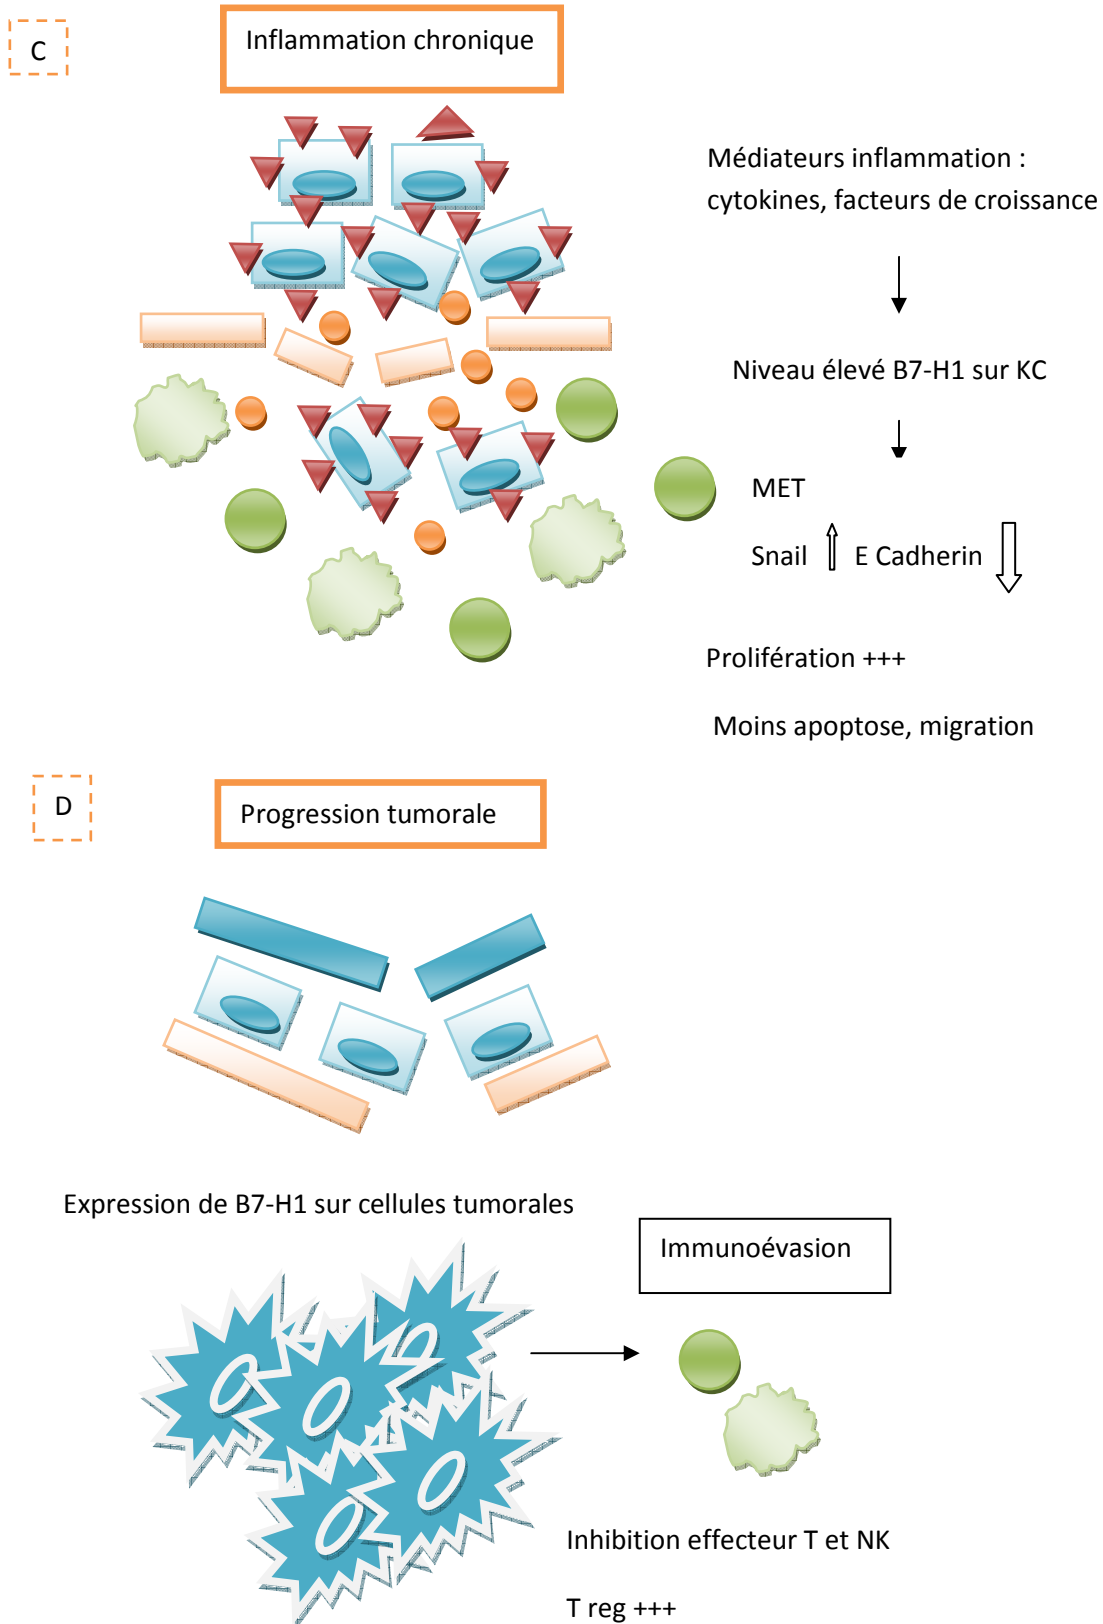 C
Inflammation chronique
Médiateurs inflammation :
cytokines, facteurs de croissance
Niveau élevé B7-H1 sur KC
MET
Snail E Cadherin
Prolifération +++
Moins apoptose, migration
D
Progression tumorale
Expression de B7-H1 sur cellules tumorales
Immunoévasion
Inhibition effecteur T et NK
T reg +++